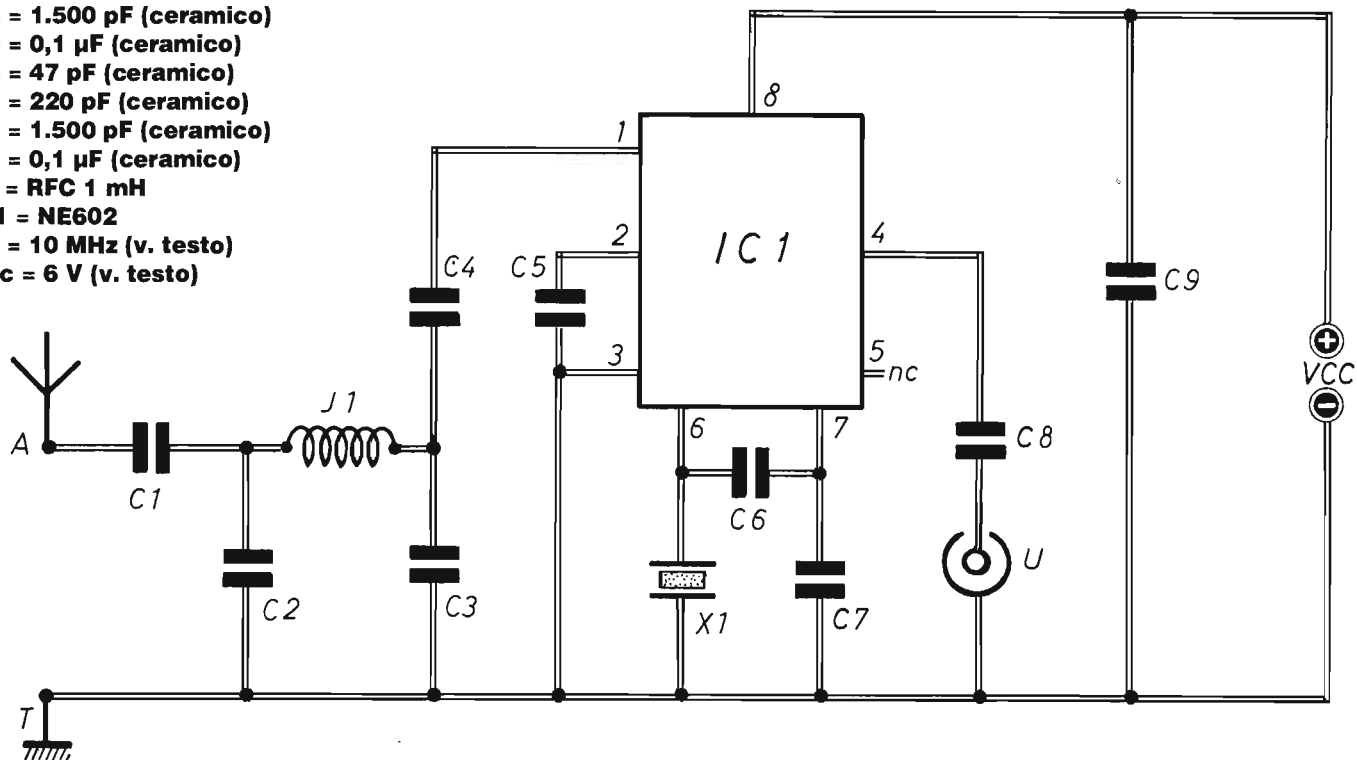 = 1.500 pF (ceramico)
= 0,1 µF (ceramico)
= 47 pF (ceramico)
= 220 pF (ceramico)
= 1.500 pF (ceramico)
= 0,1 µF (ceramico)
= RFC 1 mH
1 = NE602
= 10 MHz (v. testo)
c = 6 V (v. testo)
8
1
2
3
IC1
4
5
nc
6
7
C4
C5
C9
+
VCC
−
A
C1
J1
C6
C8
C2
C3
X1
C7
U
T